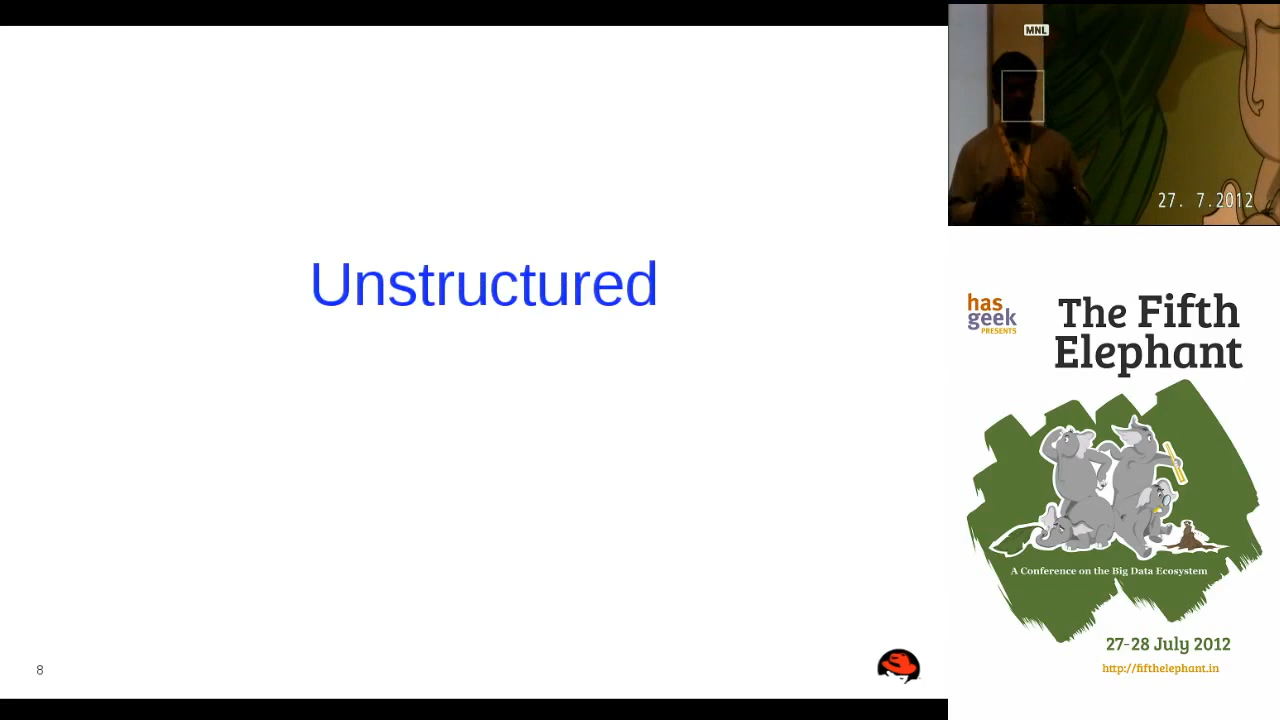 Unstructured
8
MNL
27. 7.2012
has
geek
PRESENTS
The Fifth
Elephant
A Conference on the Big Data Ecosystem
27-28 July 2012
http://fifthelephant.in